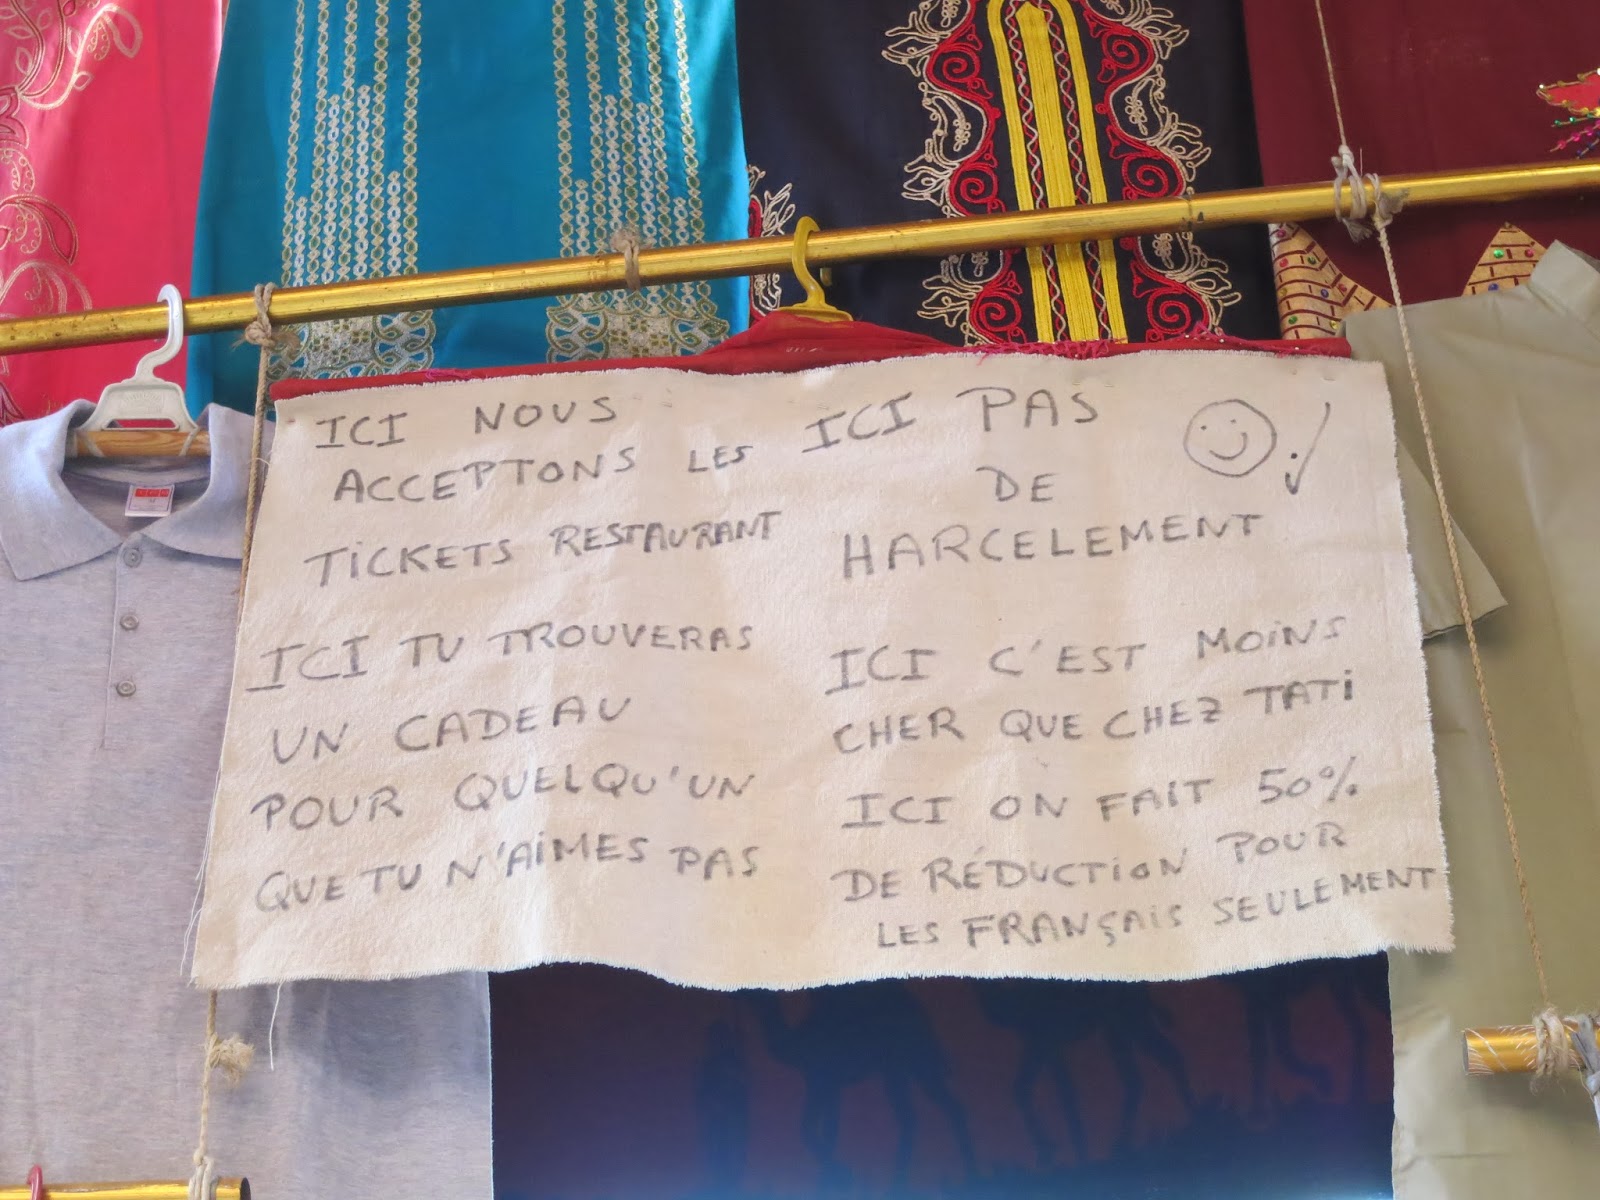 ICI NOUS
ACCEPTONS LES
TICKETS RESTAURANT
ICI TU TROUVERAS
UN CADEAU
POUR QUELQU'UN
QUE TU N'AIMES PAS
ICI PAS
DE
HARCELEMENT
ICI C'EST MOINS
CHER QUE CHEZ TATI
ICI ON FAIT 50%
DE RÉDUCTION POUR
LES FRANÇAIS SEULEMENT